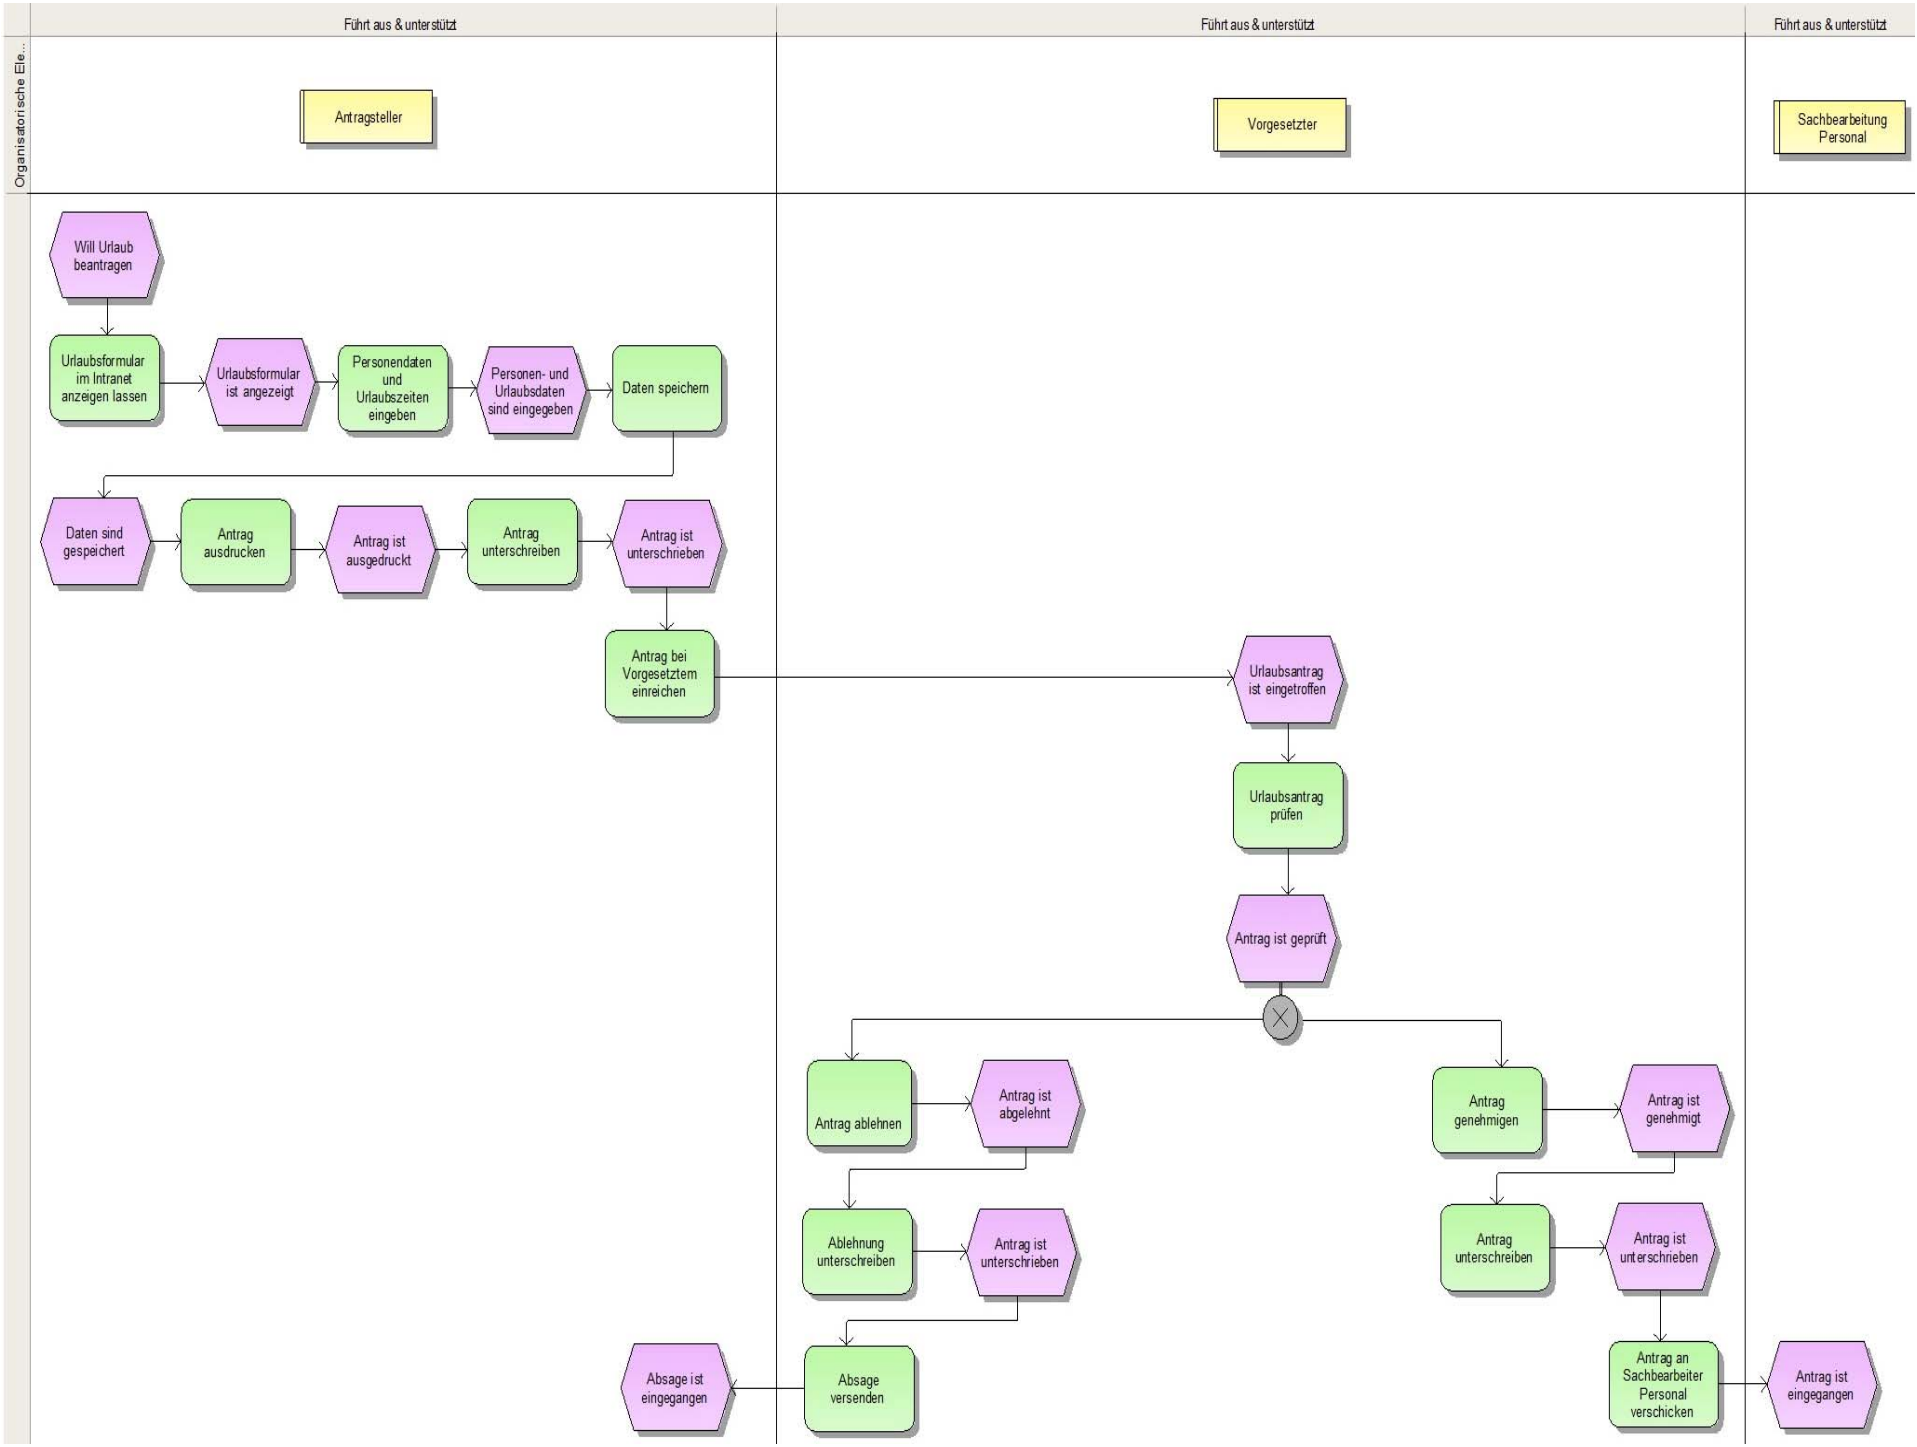 Führt aus & unterstützt
Führt aus & unterstützt
Führt aus & unterstützt
Organisatorische Ele...
Antragsteller
Vorgesetzter
Sachbearbeitung
Personal
Will Urlaub
beantragen
Urlaubsformular
im Intranet
anzeigen lassen
Urlaubsformular
ist angezeigt
Personendaten
und
Urlaubszeiten
eingeben
Personen- und
Urlaubsdaten
sind eingegeben
Daten speichern
Daten sind
gespeichert
Antrag
ausdrucken
Antrag ist
ausgedruckt
Antrag
unterschreiben
Antrag ist
unterschrieben
Antrag bei
Vorgesetztem
einreichen
Urlaubsantrag
ist eingetroffen
Urlaubsantrag
prüfen
Antrag ist geprüft
Antrag ablehnen
Antrag ist
abgelehnt
Antrag
genehmigen
Antrag ist
genehmigt
Ablehnung
unterschreiben
Antrag ist
unterschrieben
Antrag
unterschreiben
Antrag ist
unterschrieben
Absage ist
eingegangen
Absage
versenden
Antrag an
Sachbearbeiter
Personal
verschicken
Antrag ist
eingegangen